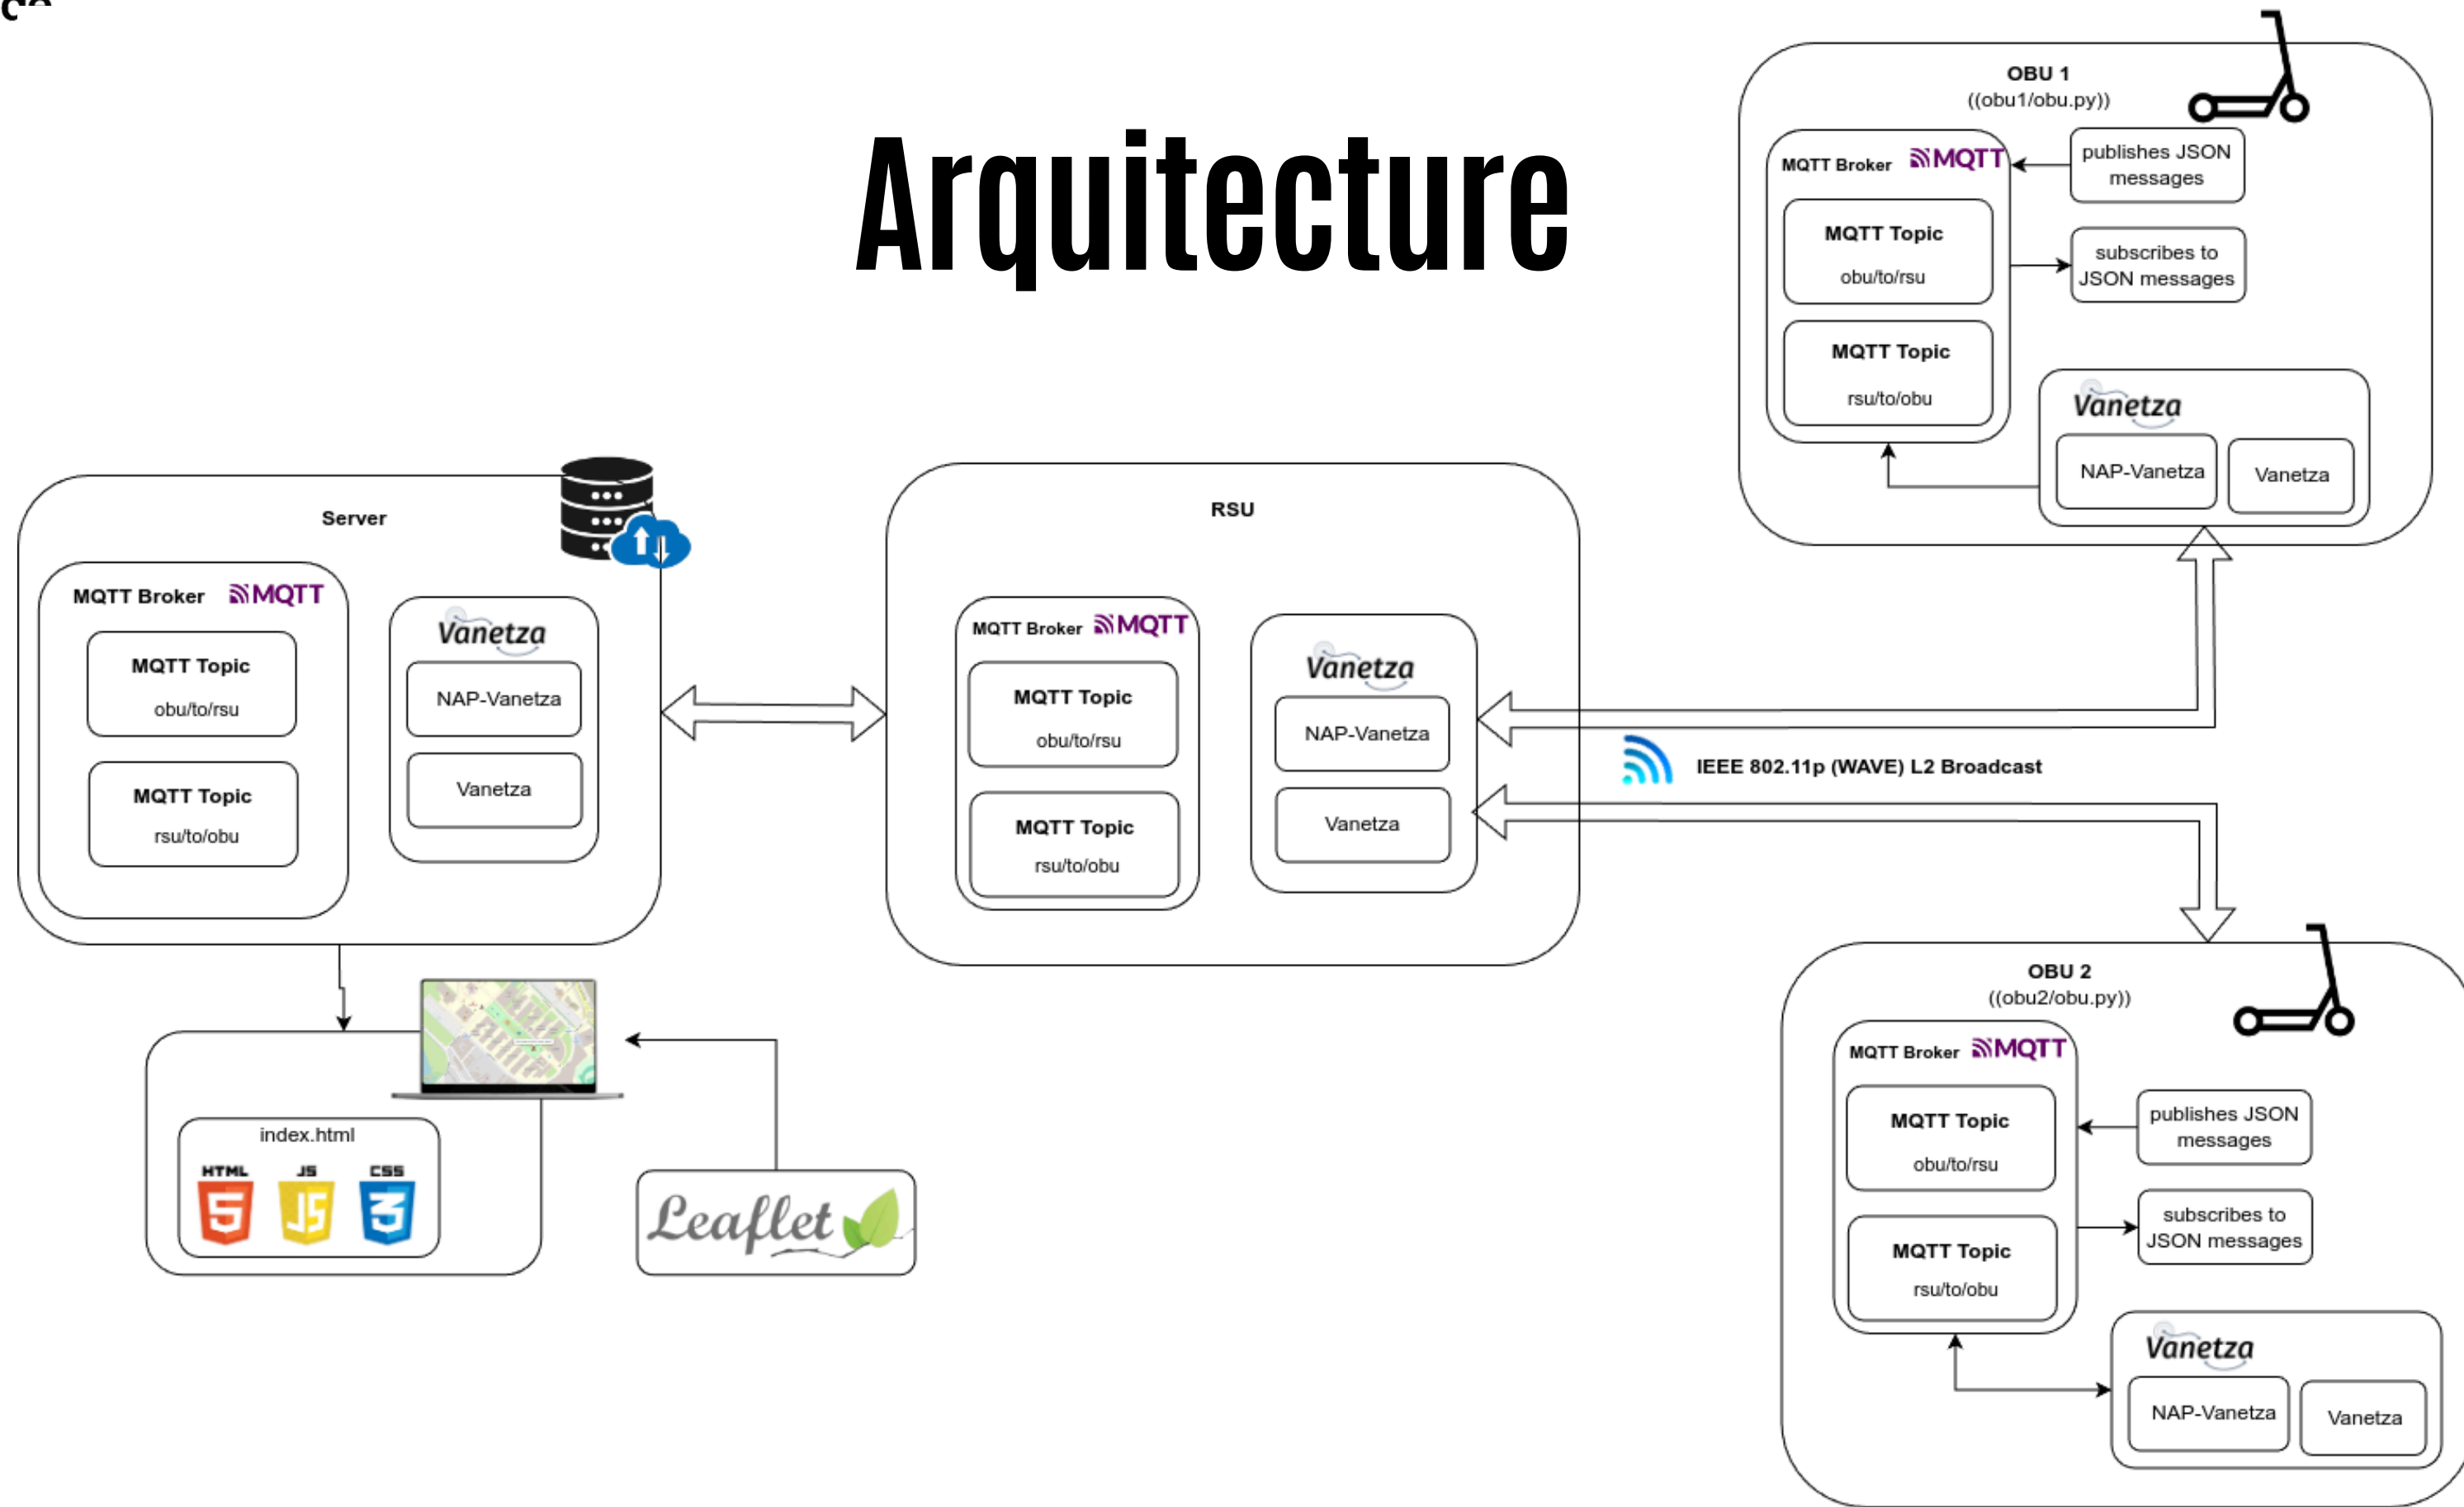 Arquitecture
OBU 1
((obu1/obu.py))
MQTT Broker MQTT
publishes JSON
messages
MQTT Topic
obu/to/rsu
subscribes to
JSON messages
MQTT Topic
rsu/to/obu
Vanetza
NAP-Vanetza
Vanetza
Server
MQTT Broker MQTT
MQTT Topic
obu/to/rsu
MQTT Topic
rsu/to/obu
Vanetza
NAP-Vanetza
Vanetza
RSU
MQTT Broker MQTT
MQTT Topic
obu/to/rsu
MQTT Topic
rsu/to/obu
Vanetza
NAP-Vanetza
Vanetza
IEEE 802.11p (WAVE) L2 Broadcast
index.html
HTML JS CSS
5 JS 3
Leaflet
OBU 2
((obu2/obu.py))
MQTT Broker MQTT
MQTT Topic
obu/to/rsu
publishes JSON
messages
subscribes to
JSON messages
MQTT Topic
rsu/to/obu
Vanetza
NAP-Vanetza
Vanetza